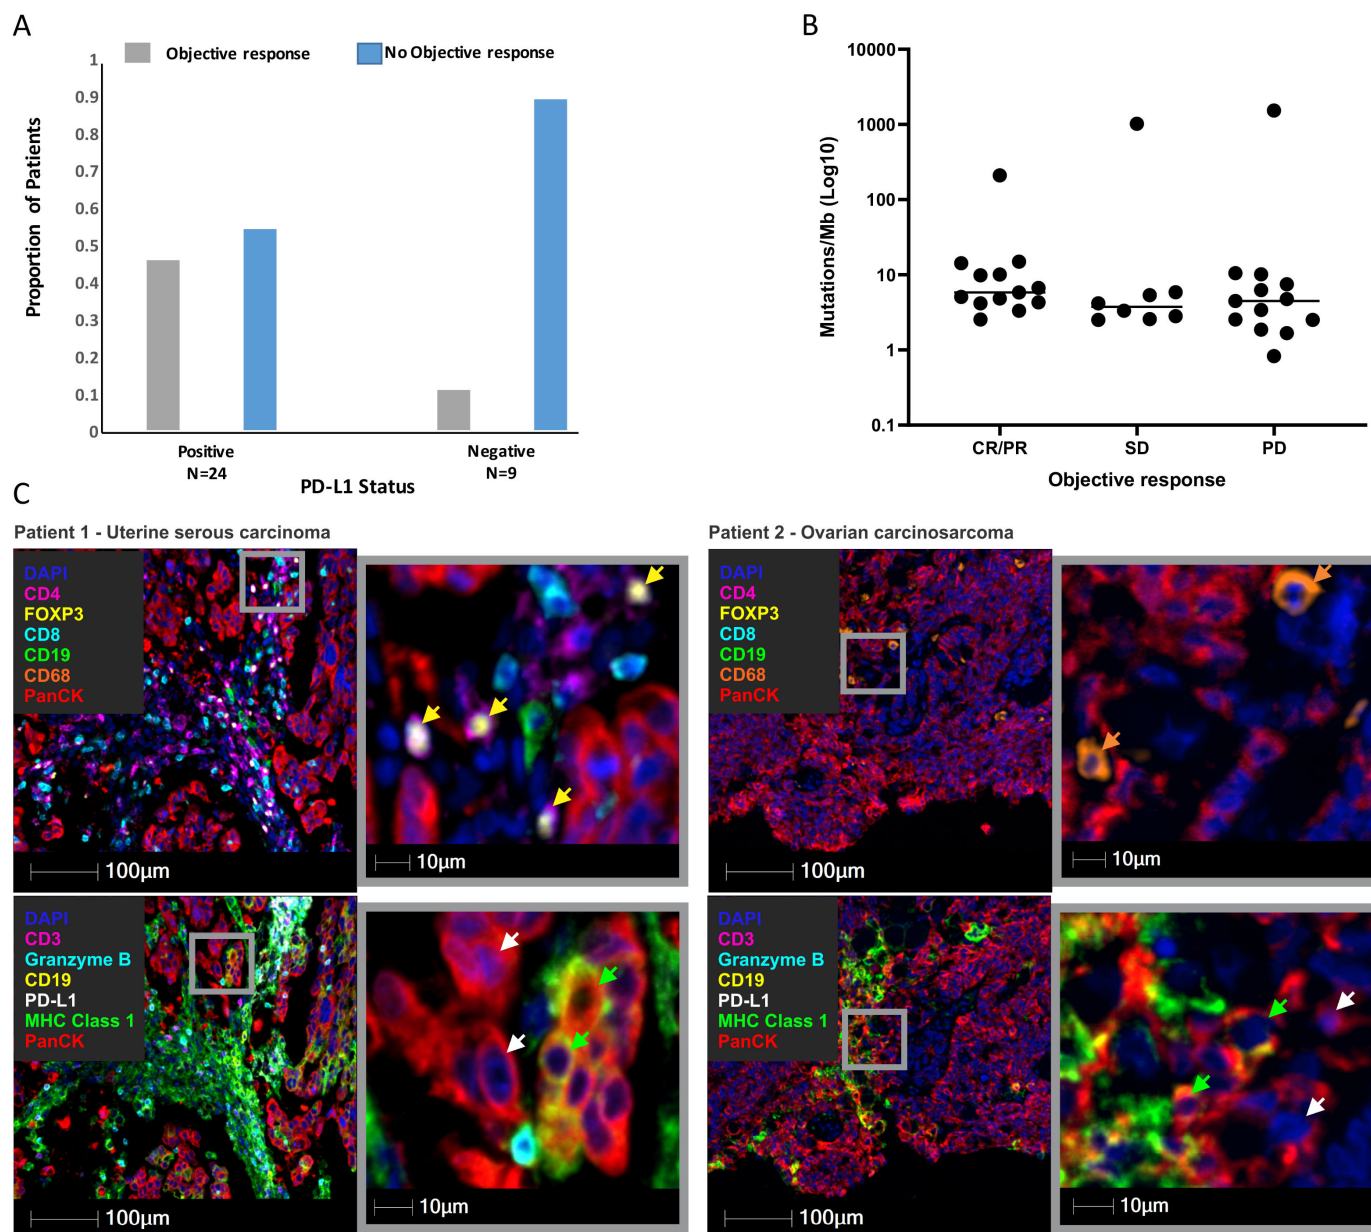 A
Objective response
No Objective response
1
0.9
0.8
0.7
0.6
0.5
0.4
0.3
0.2
0.1
0
Proportion of Patients
Positive
N=24
Negative
N=9
PD-L1 Status
B
10000
1000
100
10
1
0.1
Mutations/Mb (Log10)
CR/PR
SD
PD
Objective response
C
Patient 1 - Uterine serous carcinoma
DAPI
CD4
FOXP3
CD8
CD19
CD68
PanCK
100µm
10µm
DAPI
CD3
Granzyme B
CD19
PD-L1
MHC Class 1
PanCK
100µm
10µm
Patient 2 - Ovarian carcinosarcoma
DAPI
CD4
FOXP3
CD8
CD19
CD68
PanCK
100µm
10µm
DAPI
CD3
Granzyme B
CD19
PD-L1
MHC Class 1
PanCK
100µm
10µm